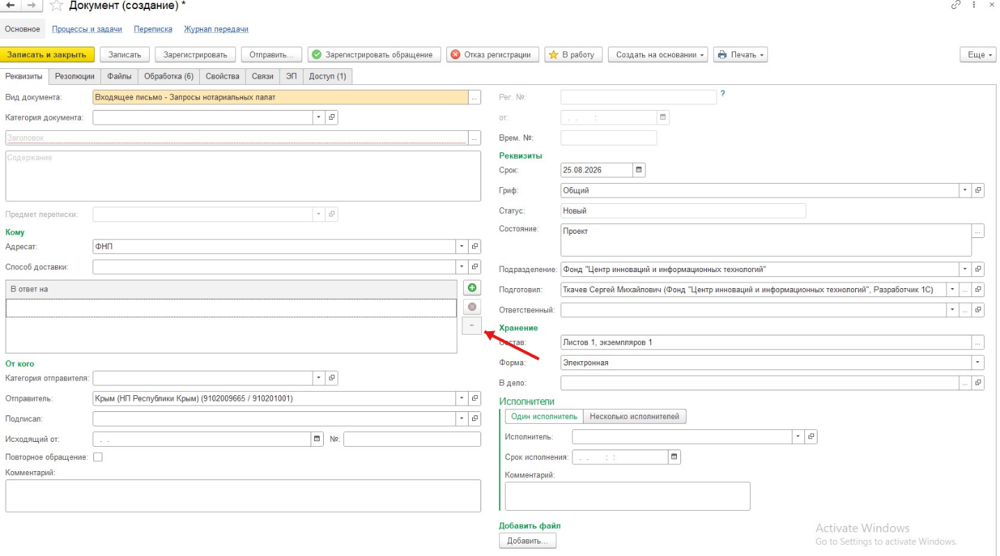 Документ (создание) *
Основное Процессы и задачи Переписка Журнал передачи
Записать и закрыть Записать Зарегистрировать Отправить... Зарегистрировать обращение Отказ регистрации В работу Создать на основании Печать Еще
Реквизиты Резолюции Файлы Обработка (6) Свойства Связи ЭП Доступ (1)
Вид документа: Входящее письмо - Запросы нотариальных палат ...
Категория документа:
Заголовок ...
Содержание
Предмет переписки:
Кому
Адресат: ФНП
Способ доставки:
В ответ на
...
От кого
Категория отправителя:
Отправитель: Крым (НП Республики Крым) (9102009665 / 910201001)
Подписал:
Исходящий от: . . №:
Повторное обращение:
Комментарий:
Рег. №: ?
от: . . :
Врем. №:
Реквизиты
Срок: 25.08.2026
Гриф: Общий
Статус: Новый
Состояние: Проект ...
Подразделение: Фонд "Центр инноваций и информационных технологий"
Подготовил: Ткачев Сергей Михайлович (Фонд "Центр инноваций и информационных технологий", Разработчик 1С) ...
Ответственный: ...
Хранение
Состав: Листов 1, экземпляров 1 ...
Форма: Электронная
В дело: ...
Исполнители
Один исполнитель Несколько исполнителей
Исполнитель:
Срок исполнения: . . : :
Комментарий:
Добавить файл
Добавить...
Activate Windows
Go to Settings to activate Windows.